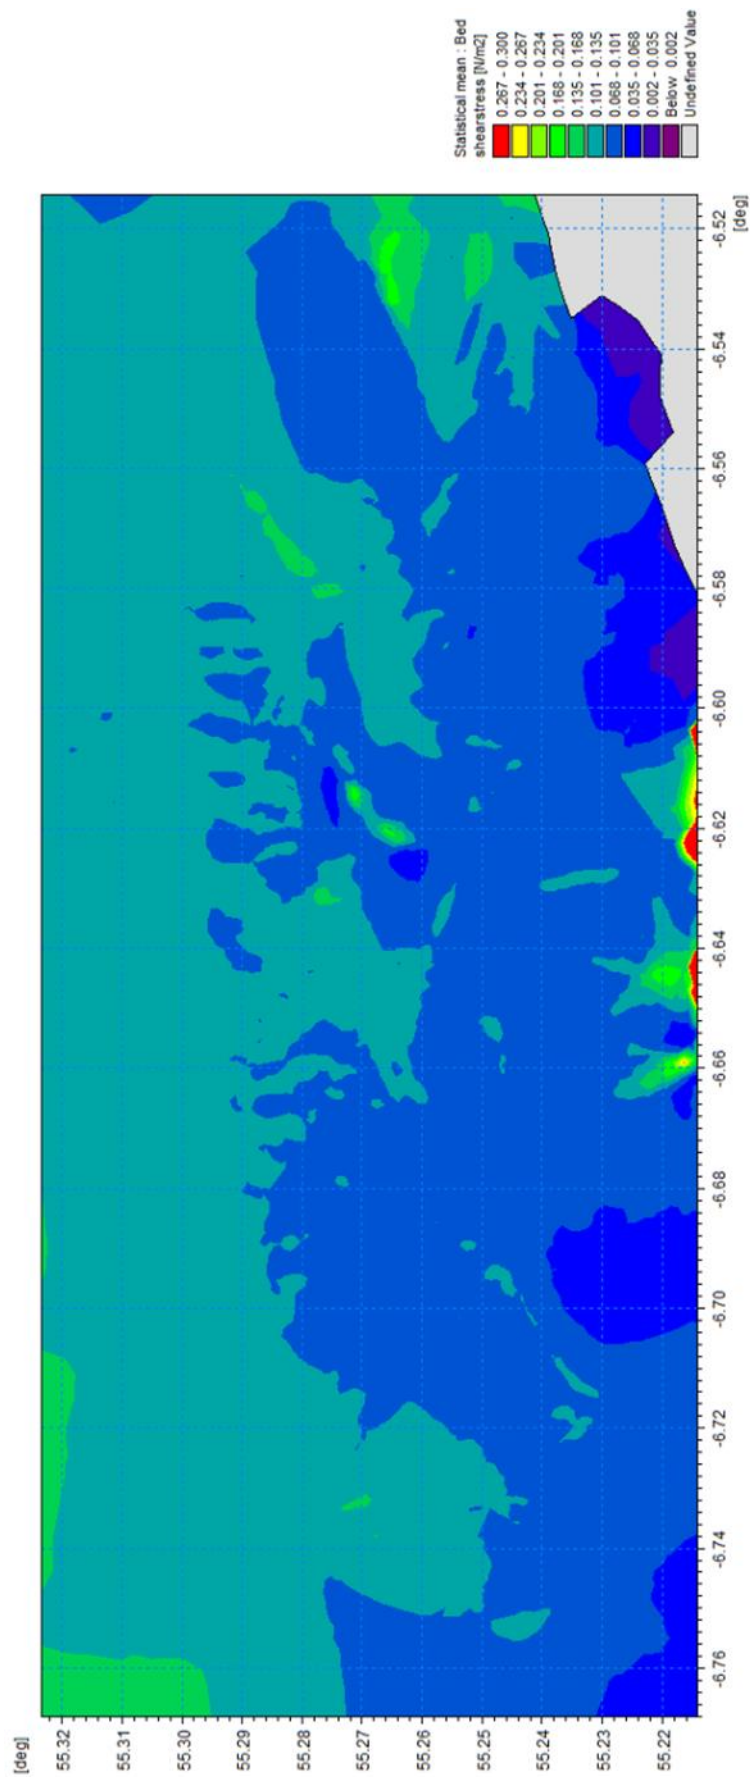 [deg]
55.32
55.31
55.30
55.29
55.28
55.27
55.26
55.25
55.24
55.23
55.22
-6.76
-6.74
-6.72
-6.70
-6.68
-6.66
-6.64
-6.62
-6.60
-6.58
-6.56
-6.54
-6.52
[deg]
Statistical mean : Bed
shearstress [N/m2]
0.267 - 0.300
0.234 - 0.267
0.201 - 0.234
0.168 - 0.201
0.135 - 0.168
0.101 - 0.135
0.068 - 0.101
0.035 - 0.068
0.002 - 0.035
Below 0.002
Undefined Value